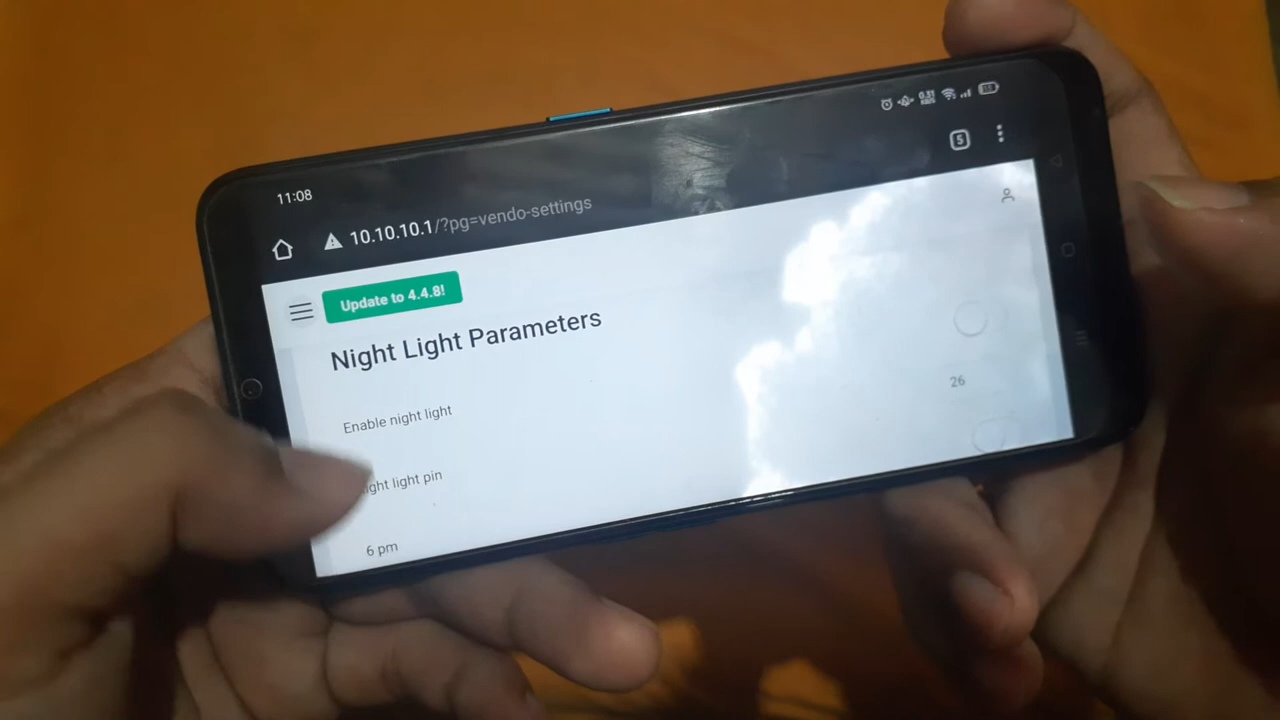 11:08
5
10.10.10.1/?pg=vendo-settings
Update to 4.4.8!
Night Light Parameters
Enable night light
26
light pin
6 pm